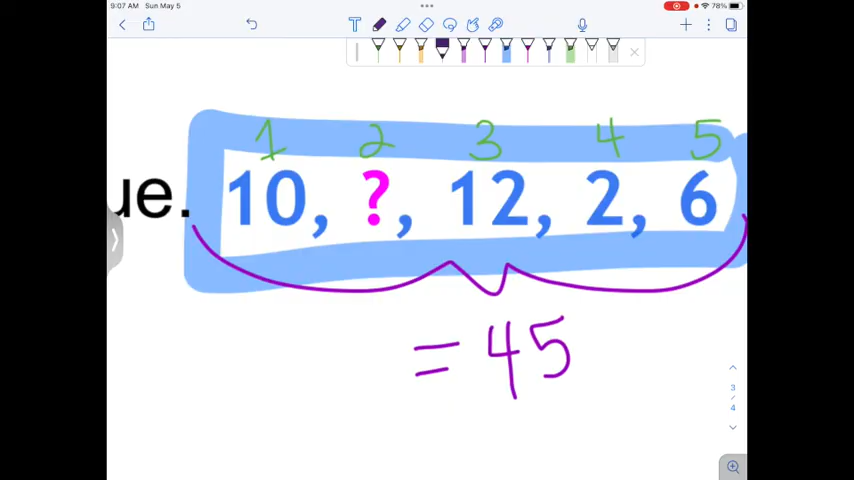 9:07 AM Sun May 5
78%
1 2 3 4 5
ue. 10, ?, 12, 2, 6
= 45
3
/
4